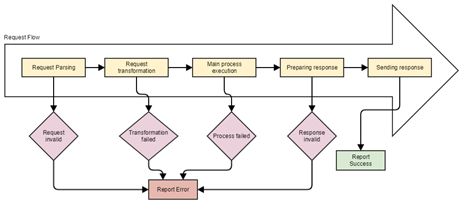 Request Flow
Request Parsing
Request
transformation
Main process
execution
Preparing response
Sending response
Request
invalid
Transformation
failed
Process failed
Response
invalid
Report
Success
Report Error